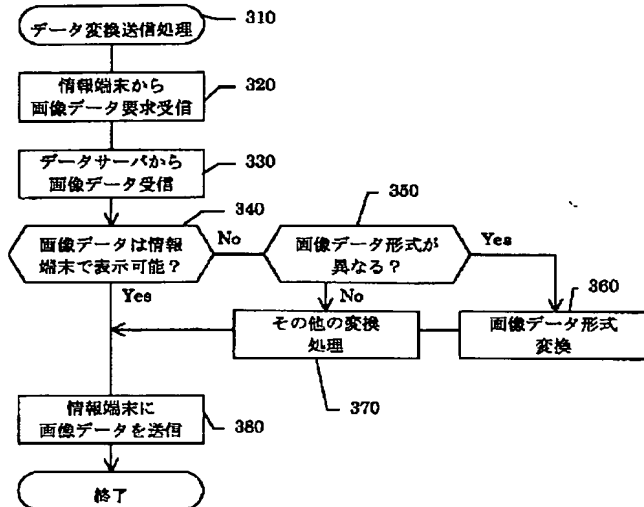 データ変換送信処理
310
情報端末から
画像データ要求受信
320
データサーバから
画像データ受信
330
340
350
画像データは情報
端末で表示可能？
No
画像データ形式が
異なる？
Yes
Yes
No
360
その他の変換
処理
画像データ形式
変換
370
情報端末に
画像データを送信
380
終了